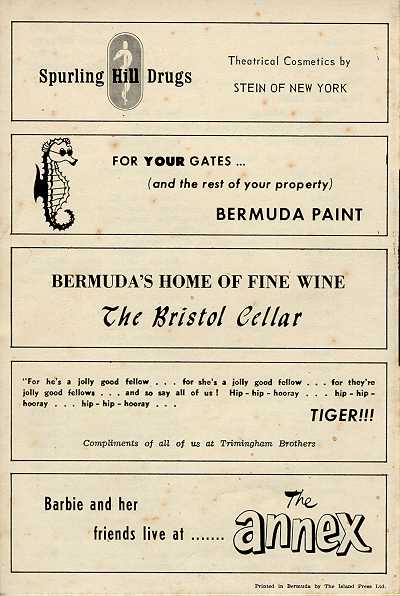 Spurling Hill Drugs
Theatrical Cosmetics by
STEIN OF NEW YORK
FOR YOUR GATES ...
(and the rest of your property)
BERMUDA PAINT
BERMUDA'S HOME OF FINE WINE
The Bristol Cellar
"For he's a jolly good fellow . . . for she's a jolly good fellow . . . for they're
jolly good fellows . . . and so say all of us! Hip-hip-hooray . . . hip-hip-
hooray . . . hip-hip-hooray . . .
TIGER!!!
Compliments of all of us at Trimingham Brothers
Barbie and her
friends live at .......
The
annex
Printed in Bermuda by The Island Press Ltd.